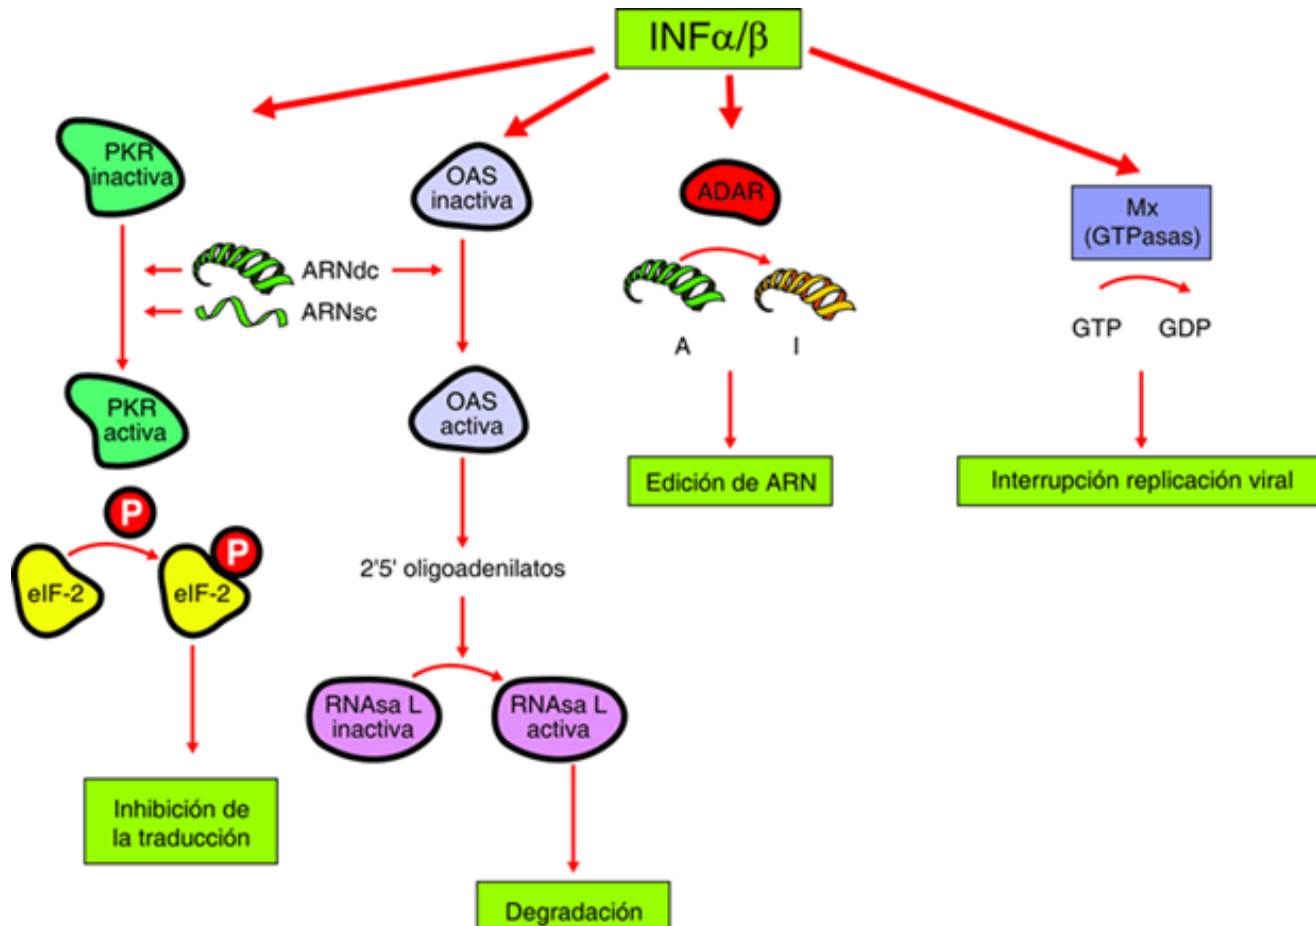 INFα/β
PKR
inactiva
OAS
inactiva
ADAR
Mx
(GTPasas)
ARNdc
ARNsc
A
I
GTP
GDP
PKR
activa
OAS
activa
Edición de ARN
Interrupción replicación viral
P
P
eIF-2
eIF-2
2'5' oligoadenilatos
RNAsa L
inactiva
RNAsa L
activa
Inhibición de
la traducción
Degradación